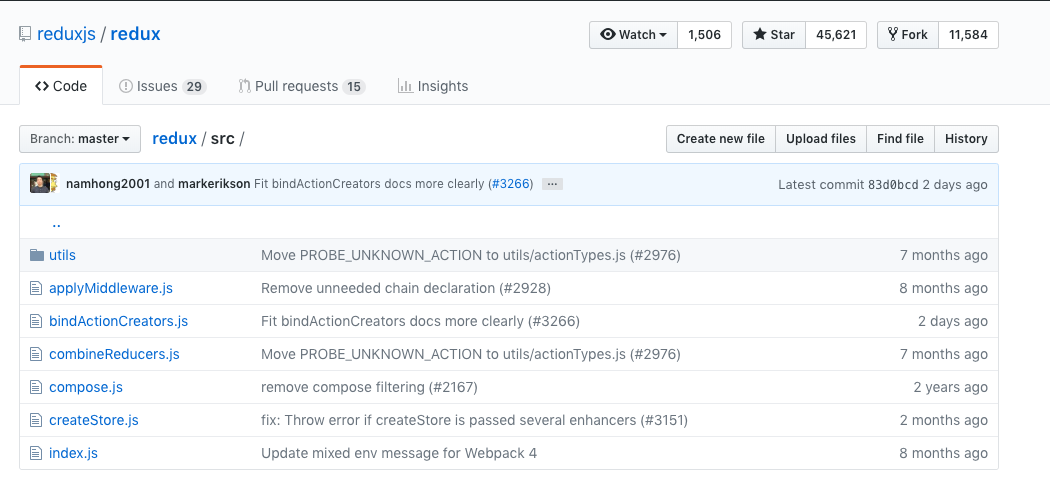 reduxjs / redux Watch 1,506 Star 45,621 Fork 11,584
Code Issues 29 Pull requests 15 Insights
Branch: master redux / src / Create new file Upload files Find file History
namhong2001 and markerikson Fit bindActionCreators docs more clearly (#3266) ... Latest commit 83d0bcd 2 days ago
..
utils Move PROBE_UNKNOWN_ACTION to utils/actionTypes.js (#2976) 7 months ago
applyMiddleware.js Remove unneeded chain declaration (#2928) 8 months ago
bindActionCreators.js Fit bindActionCreators docs more clearly (#3266) 2 days ago
combineReducers.js Move PROBE_UNKNOWN_ACTION to utils/actionTypes.js (#2976) 7 months ago
compose.js remove compose filtering (#2167) 2 years ago
createStore.js fix: Throw error if createStore is passed several enhancers (#3151) 2 months ago
index.js Update mixed env message for Webpack 4 8 months ago